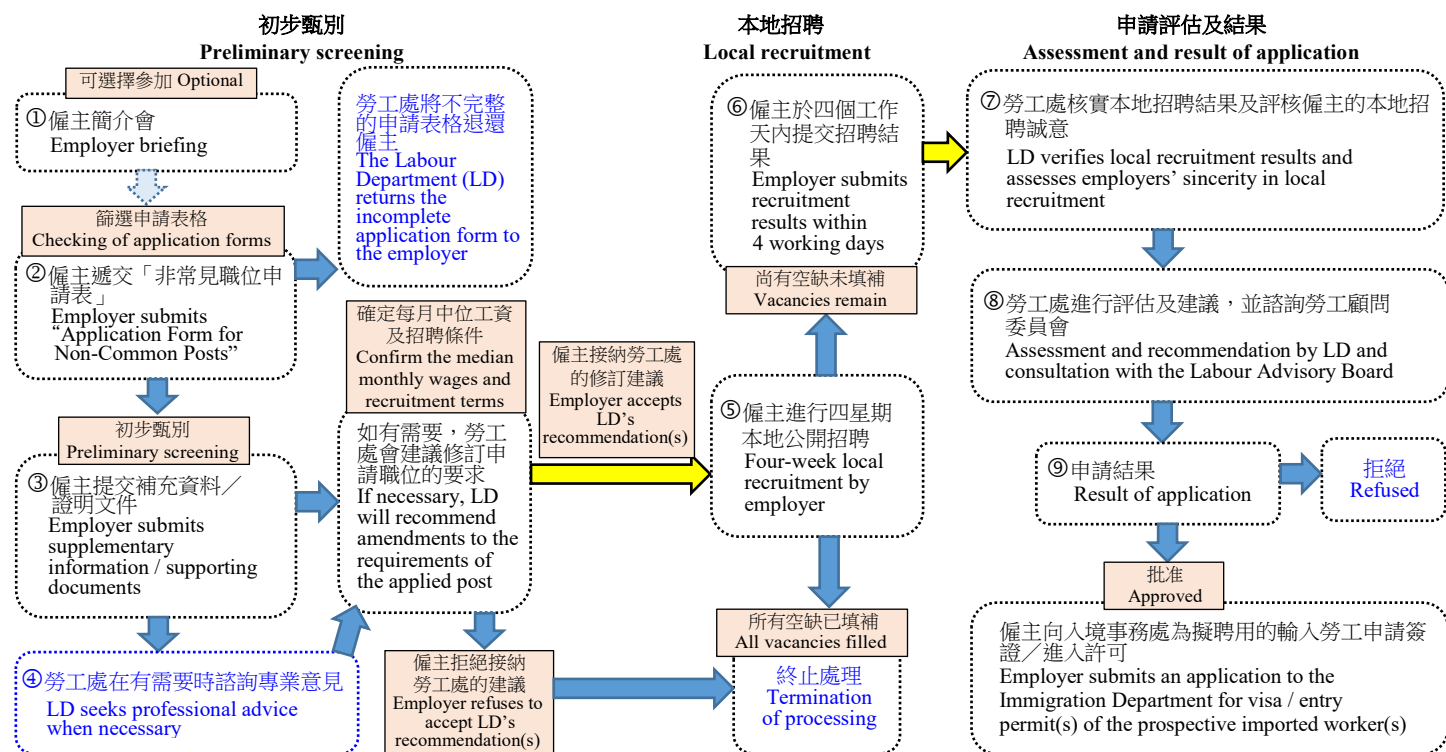 初步甄別
Preliminary screening
可選擇參加 Optional
①僱主簡介會
Employer briefing
篩選申請表格
Checking of application forms
②僱主遞交「非常見職位申
請表」
Employer submits
“Application Form for
Non-Common Posts”
勞工處將不完整
的申請表格退還
僱主
The Labour
Department (LD)
returns the
incomplete
application form to
the employer
初步甄別
Preliminary screening
③僱主提交補充資料／
證明文件
Employer submits
supplementary
information / supporting
documents
④勞工處在有需要時諮詢專業意見
LD seeks professional advice
when necessary
確定每月中位工資
及招聘條件
Confirm the median
monthly wages and
recruitment terms
如有需要，勞工
處會建議修訂申
請職位的要求
If necessary, LD
will recommend
amendments to the
requirements of
the applied post
僱主接納勞工處
的修訂建議
Employer accepts
LD’s
recommendation(s)
僱主拒絕接納
勞工處的建議
Employer refuses to
accept LD’s
recommendation(s)
本地招聘
Local recruitment
⑤僱主進行四星期
本地公開招聘
Four-week local
recruitment by
employer
尚有空缺未填補
Vacancies remain
⑥僱主於四個工作
天內提交招聘結
果
Employer submits
recruitment
results within
4 working days
所有空缺已填補
All vacancies filled
終止處理
Termination
of processing
申請評估及結果
Assessment and result of application
⑦勞工處核實本地招聘結果及評核僱主的本地招
聘誠意
LD verifies local recruitment results and
assesses employers’ sincerity in local
recruitment
⑧勞工處進行評估及建議，並諮詢勞工顧問
委員會
Assessment and recommendation by LD and
consultation with the Labour Advisory Board
⑨申請結果
Result of application
拒絕
Refused
批准
Approved
僱主向入境事務處為擬聘用的輸入勞工申請簽
證／進入許可
Employer submits an application to the
Immigration Department for visa / entry
permit(s) of the prospective imported worker(s)